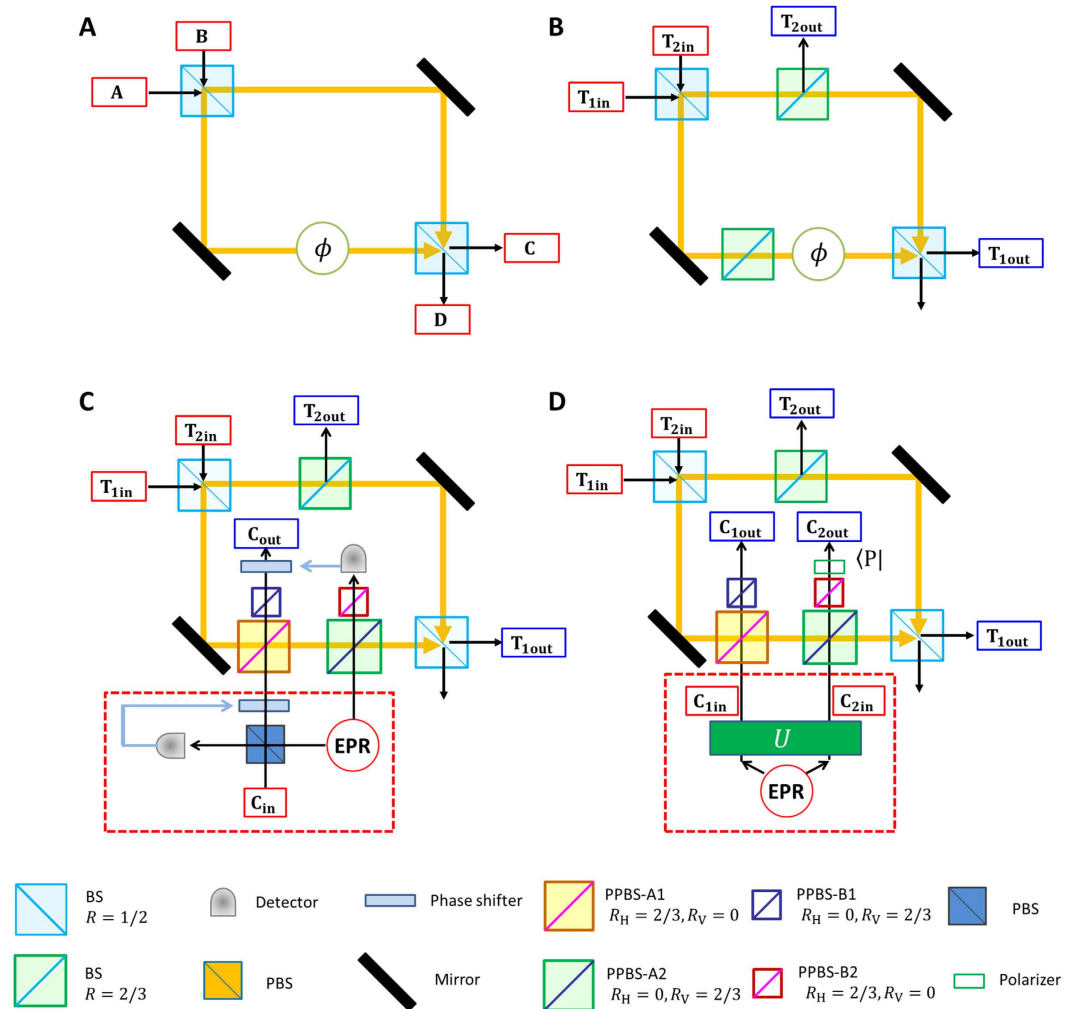 A
B
A
ϕ
C
D
B
T2in
T2out
T1in
ϕ
T1out
C
T2out
T2in
T1in
Cout
T1out
EPR
Cin
D
T2out
T2in
T1in
C1out
C2out
⟨P|
T1out
C1in
C2in
U
EPR
BS
R = 1/2
Detector
Phase shifter
PPBS-A1
RH = 2/3, RV = 0
PPBS-B1
RH = 0, RV = 2/3
PBS
BS
R = 2/3
PBS
Mirror
PPBS-A2
RH = 0, RV = 2/3
PPBS-B2
RH = 2/3, RV = 0
Polarizer